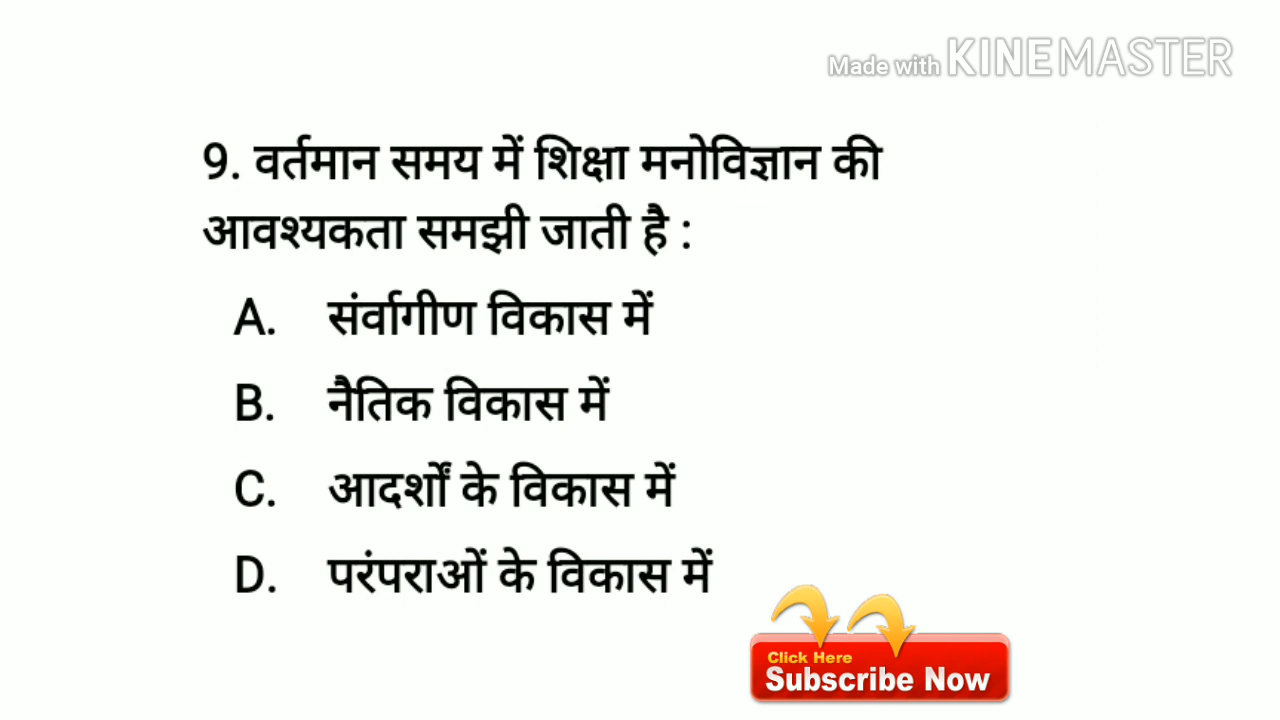 Made with KINEMASTER
9. वर्तमान समय में शिक्षा मनोविज्ञान की
आवश्यकता समझी जाती है :
A. संर्वागीण विकास में
B. नैतिक विकास में
C. आदर्शों के विकास में
D. परंपराओं के विकास में
Click Here
Subscribe Now